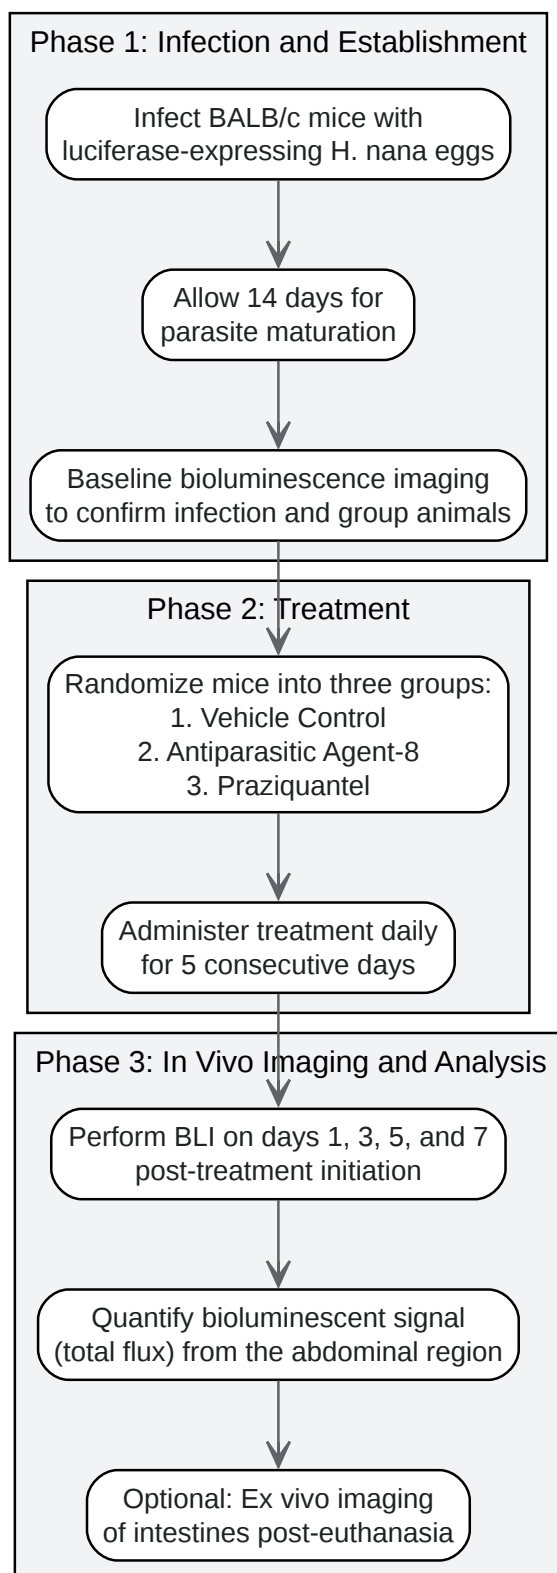 Phase 1: Infection and Establishment
Infect BALB/c mice with
luciferase-expressing H. nana eggs
Allow 14 days for
parasite maturation
Baseline bioluminescence imaging
to confirm infection and group animals
Phase 2: Treatment
Randomize mice into three groups:
1. Vehicle Control
2. Antiparasitic Agent-8
3. Praziquantel
Administer treatment daily
for 5 consecutive days
Phase 3: In Vivo Imaging and Analysis
Perform BLI on days 1, 3, 5, and 7
post-treatment initiation
Quantify bioluminescent signal
(total flux) from the abdominal region
Optional: Ex vivo imaging
of intestines post-euthanasia